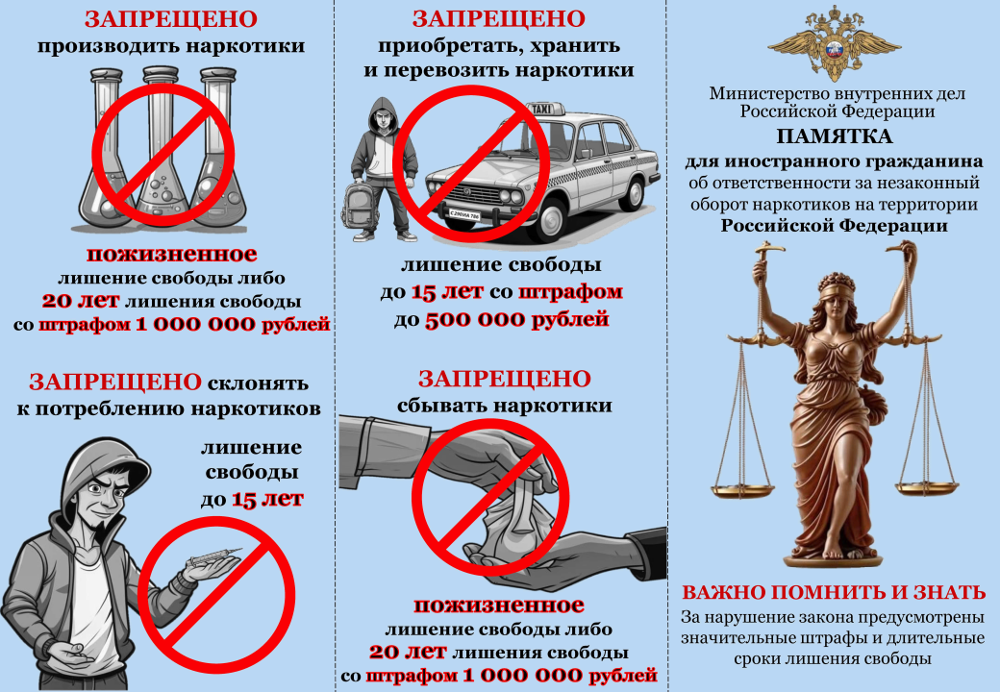 ЗАПРЕЩЕНО
производить наркотики
пожизненное
лишение свободы либо
20 лет лишения свободы
со штрафом 1 000 000 рублей
ЗАПРЕЩЕНО склонять
к потреблению наркотиков
лишение
свободы
до 15 лет
ЗАПРЕЩЕНО
приобретать, хранить
и перевозить наркотики
TAXI
лишение свободы
до 15 лет со штрафом
до 500 000 рублей
ЗАПРЕЩЕНО
сбывать наркотики
пожизненное
лишение свободы либо
20 лет лишения свободы
со штрафом 1 000 000 рублей
Министерство внутренних дел
Российской Федерации
ПАМЯТКА
для иностранного гражданина
об ответственности за незаконный
оборот наркотиков на территории
Российской Федерации
ВАЖНО ПОМНИТЬ И ЗНАТЬ
За нарушение закона предусмотрены
значительные штрафы и длительные
сроки лишения свободы